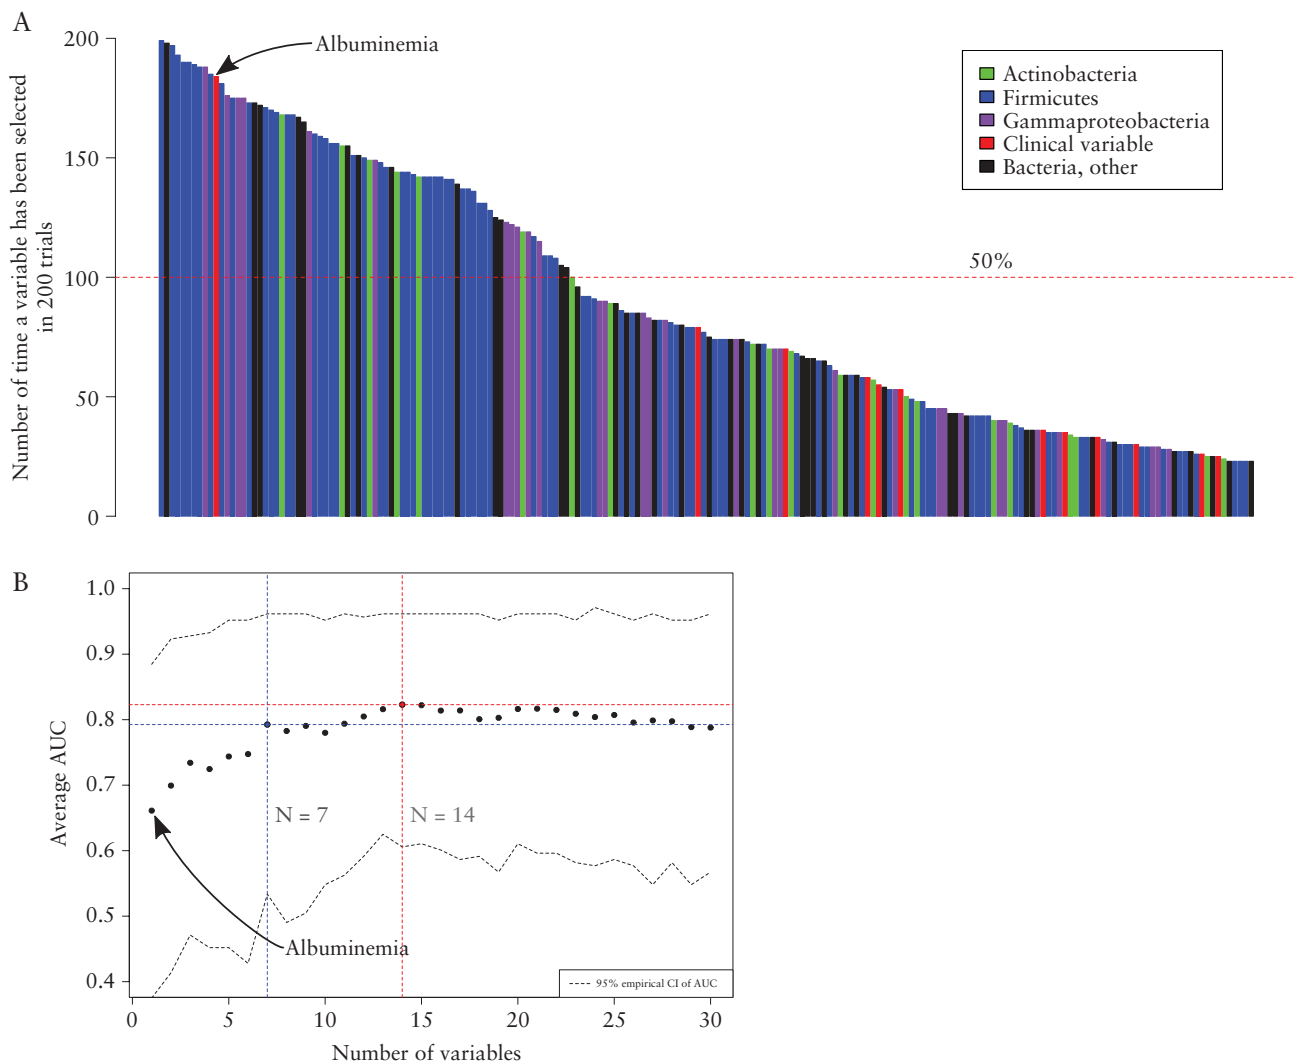 A
Number of time a variable has been selected
in 200 trials
200
150
100
50
0
Albuminemia
Actinobacteria
Firmicutes
Gammaproteobacteria
Clinical variable
Bacteria, other
50%
B
Average AUC
1.0
0.9
0.8
0.7
0.6
0.5
0.4
N = 7
N = 14
Albuminemia
95% empirical CI of AUC
0 5 10 15 20 25 30
Number of variables